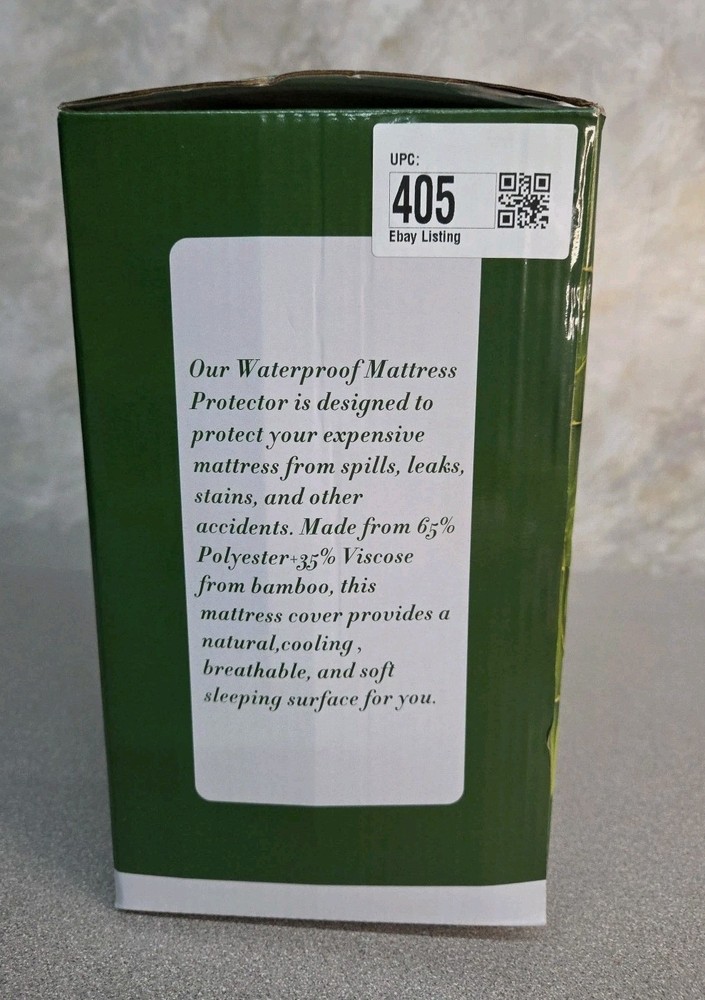 UPC:
405
Ebay Listing
Our Waterproof Mattress
Protector is designed to
protect your expensive
mattress from spills, leaks,
stains, and other
accidents. Made from 65%
Polyester+35% Viscose
from bamboo, this
mattress cover provides a
natural,cooling ,
breathable, and soft
sleeping surface for you.